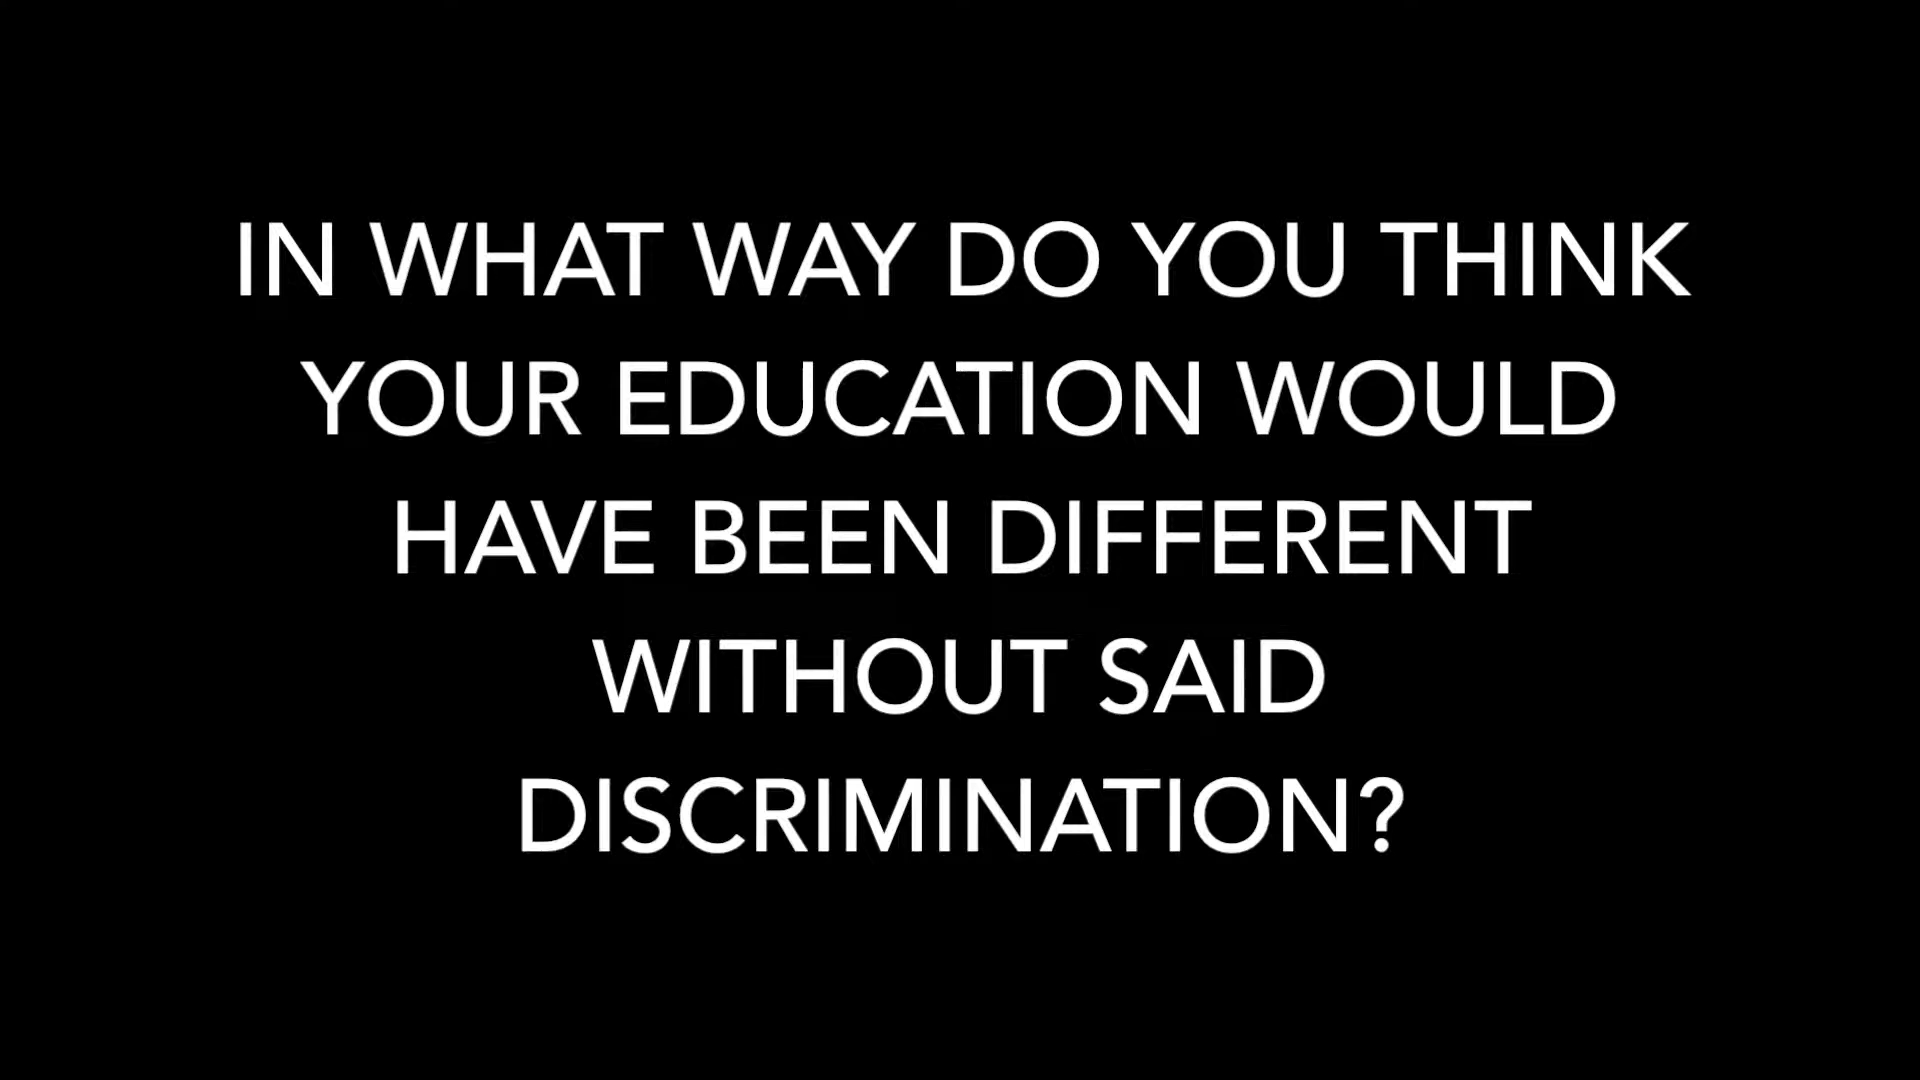 IN WHAT WAY DO YOU THINK
YOUR EDUCATION WOULD
HAVE BEEN DIFFERENT
WITHOUT SAID
DISCRIMINATION?